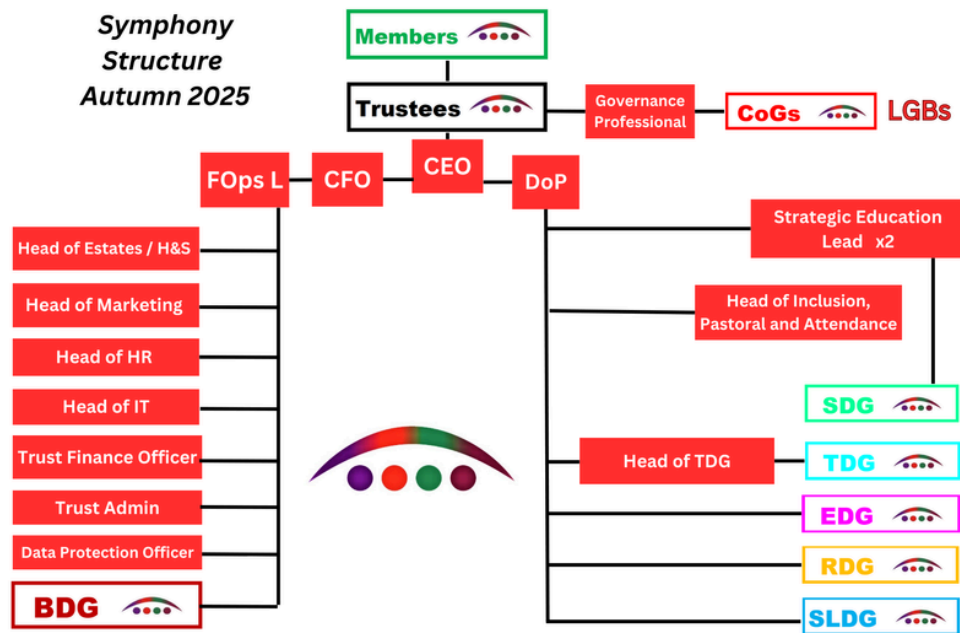 Symphony
Structure
Autumn 2025
Members
Trustees
Governance
Professional
CoGs
LGBs
FOps L
CFO
CEO
DoP
Head of Estates / H&S
Head of Marketing
Head of HR
Head of IT
Trust Finance Officer
Trust Admin
Data Protection Officer
BDG
Strategic Education
Lead x2
Head of Inclusion,
Pastoral and Attendance
SDG
Head of TDG
TDG
EDG
RDG
SLDG